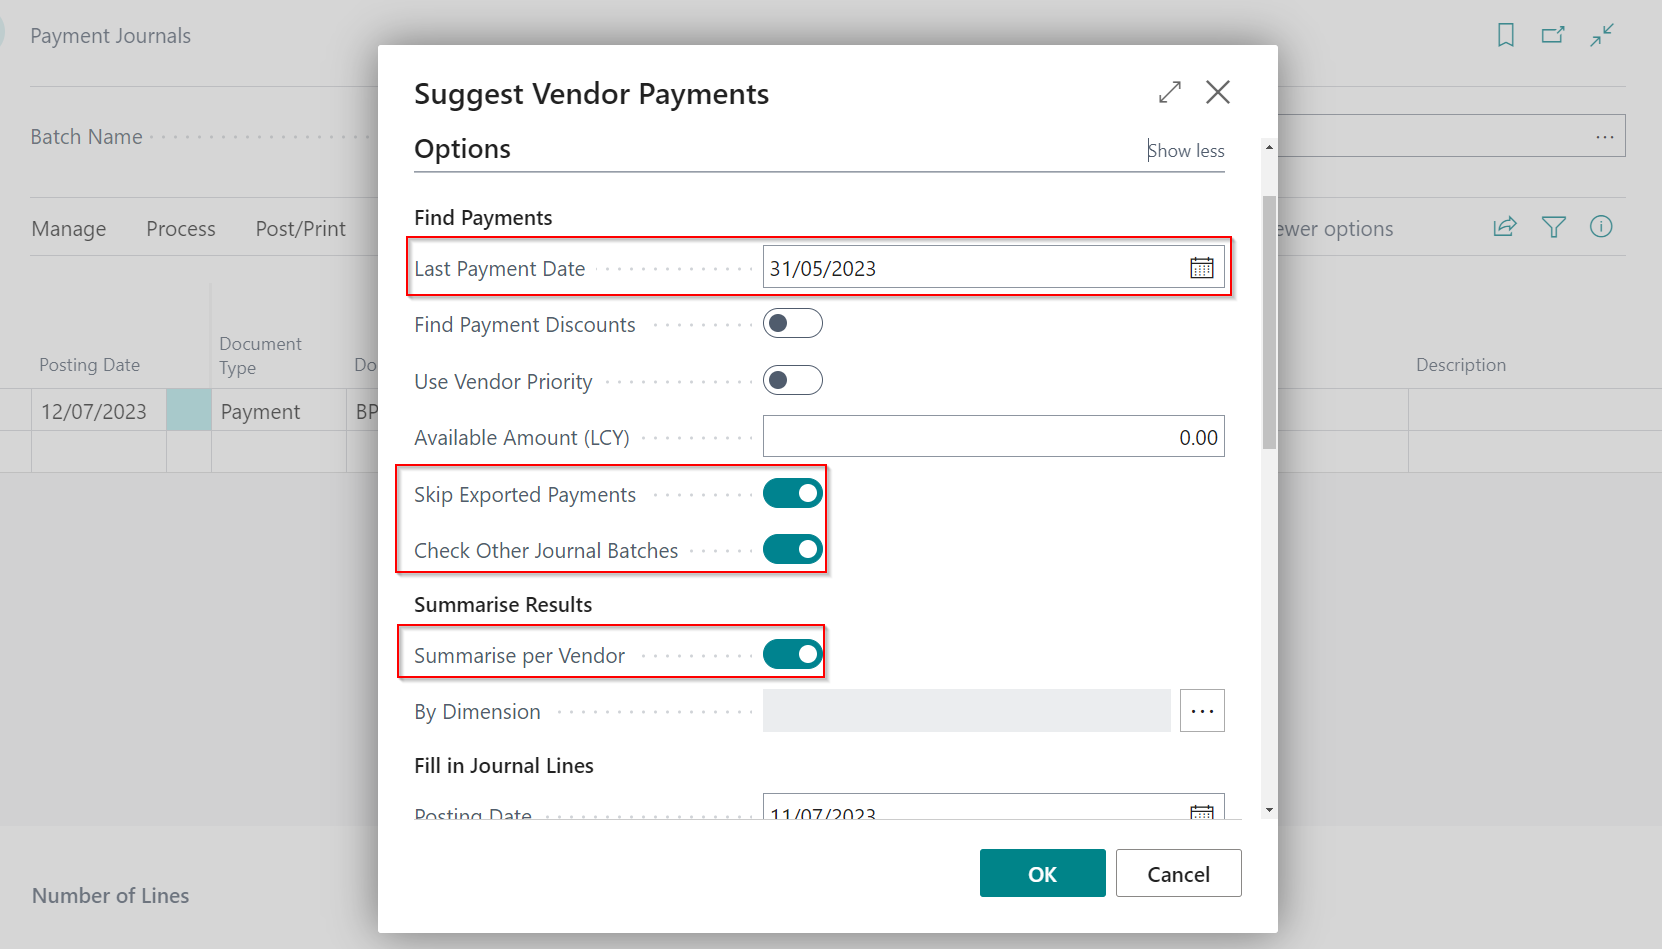 Payment Journals
Batch Name
...
Manage Process Post/Print
ewer options
Posting Date
Document
Type
Do
Description
12/07/2023 Payment BP
Number of Lines
Suggest Vendor Payments
Options
Show less
Find Payments
Last Payment Date 31/05/2023
Find Payment Discounts
Use Vendor Priority
Available Amount (LCY) 0.00
Skip Exported Payments
Check Other Journal Batches
Summarise Results
Summarise per Vendor
By Dimension ...
Fill in Journal Lines
Posting Date 11/07/2023
OK Cancel